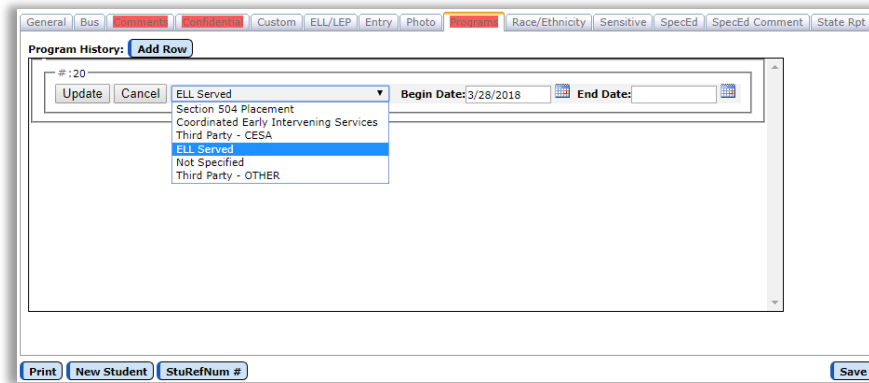 General Bus Comments Confidential Custom ELL/LEP Entry Photo Programs Race/Ethnicity Sensitive SpecEd SpecEd Comment State Rpt
Program History: Add Row
#:20
Update Cancel ELL Served Begin Date: 3/28/2018 End Date:
Section 504 Placement
Coordinated Early Intervening Services
Third Party - CESA
ELL Served
Not Specified
Third Party - OTHER
Print New Student StuRefNum # Save